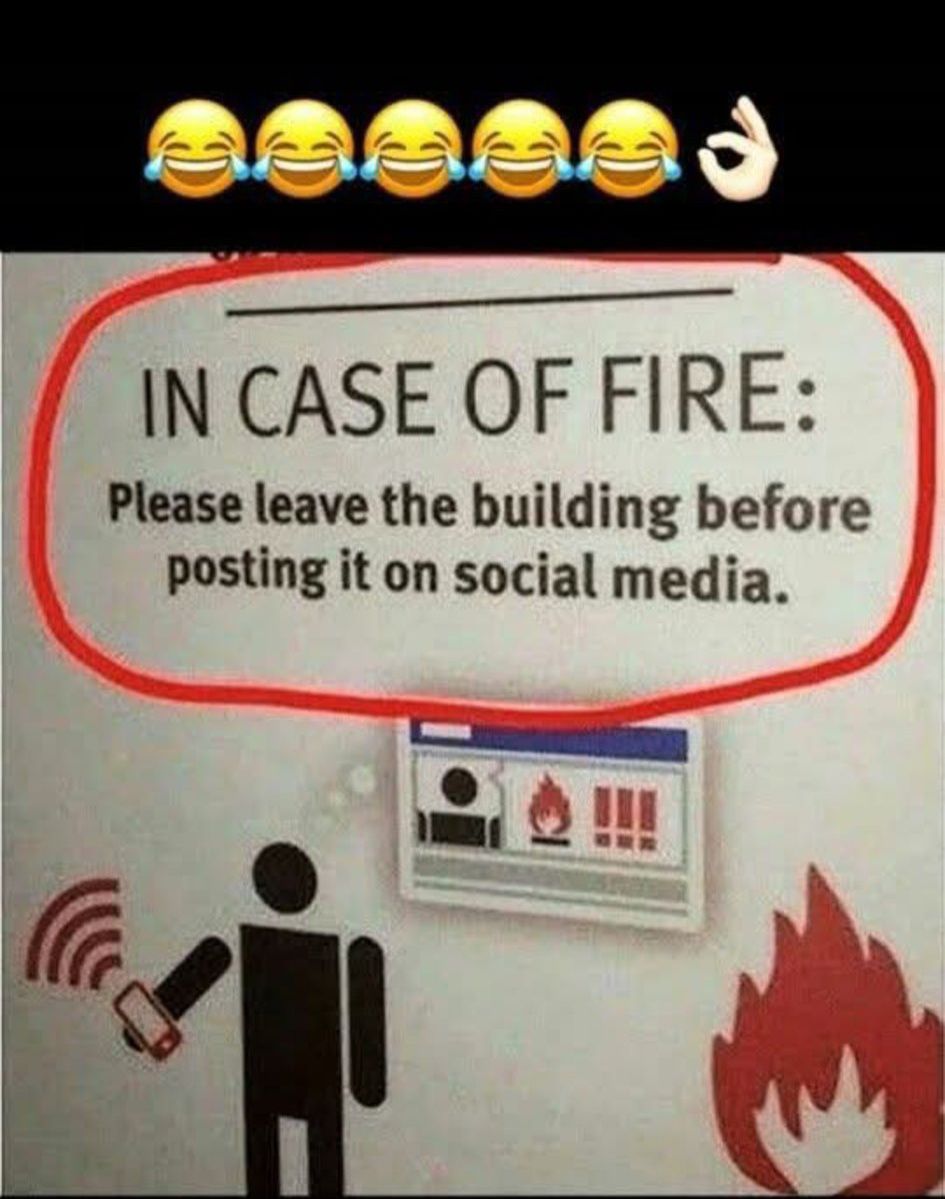 IN CASE OF FIRE:
Please leave the building before
posting it on social media.